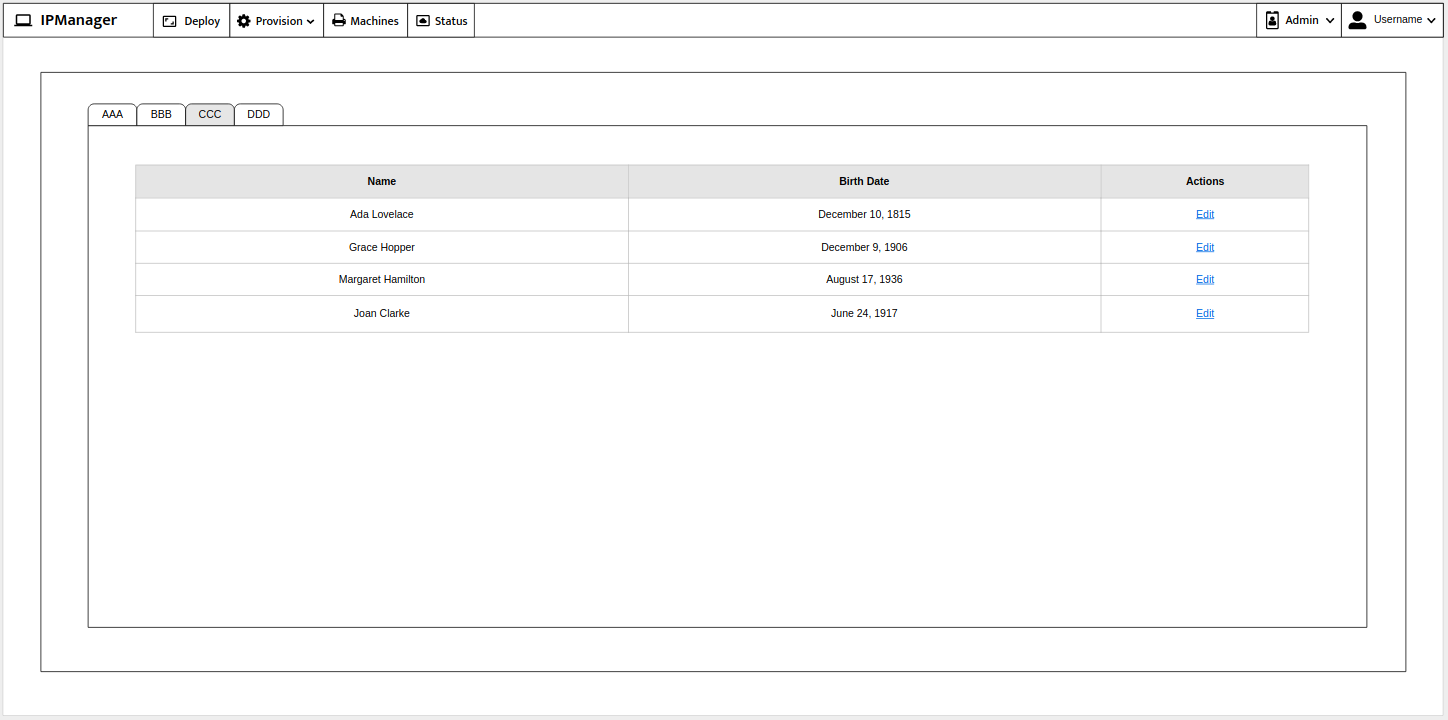 IPManager Deploy Provision Machines Status Admin Username
AAA BBB CCC DDD
Name Birth Date Actions
Ada Lovelace December 10, 1815 Edit
Grace Hopper December 9, 1906 Edit
Margaret Hamilton August 17, 1936 Edit
Joan Clarke June 24, 1917 Edit